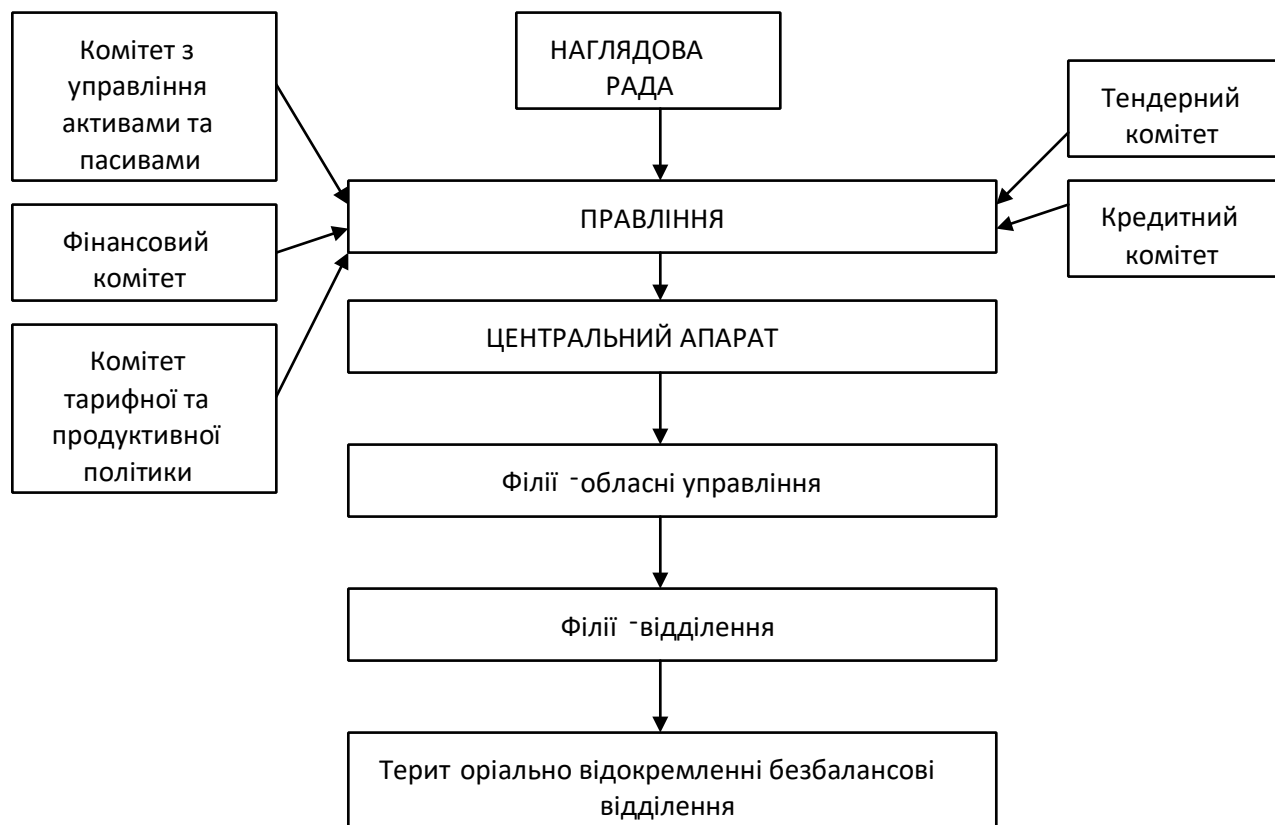 Комітет з
управління
активами та
пасивами
НАГЛЯДОВА
РАДА
Тендерний
комітет
ПРАВЛІННЯ
Фінансовий
комітет
Кредитний
комітет
ЦЕНТРАЛЬНИЙ АПАРАТ
Комітет
тарифної та
продуктивної
політики
Філії -обласні управління
Філії -відділення
Терит оріально відокремленні безбалансові
відділення